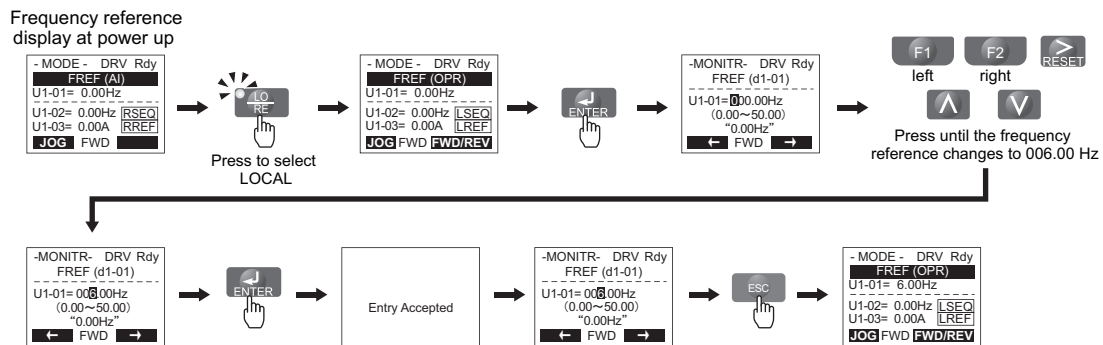 Frequency reference
display at power up
- MODE - DRV Rdy
FREF (AI)
U1-01= 0.00Hz
U1-02= 0.00Hz RSEQ
U1-03= 0.00A RREF
JOG FWD
LO
RE
Press to select
LOCAL
- MODE - DRV Rdy
FREF (OPR)
U1-01= 0.00Hz
U1-02= 0.00Hz LSEQ
U1-03= 0.00A LREF
JOG FWD FWD/REV
ENTER
-MONITR- DRV Rdy
FREF (d1-01)
U1-01= 000.00Hz
(0.00~50.00)
“0.00Hz”
← FWD →
F1 F2 > RESET
left right
∧ V
Press until the frequency
reference changes to 006.00 Hz
-MONITR- DRV Rdy
FREF (d1-01)
U1-01= 006.00Hz
(0.00~50.00)
“0.00Hz”
← FWD →
ENTER
Entry Accepted
-MONITR- DRV Rdy
FREF (d1-01)
U1-01= 006.00Hz
(0.00~50.00)
“0.00Hz”
← FWD →
ESC
- MODE - DRV Rdy
FREF (OPR)
U1-01= 6.00Hz
U1-02= 0.00Hz LSEQ
U1-03= 0.00A LREF
JOG FWD FWD/REV